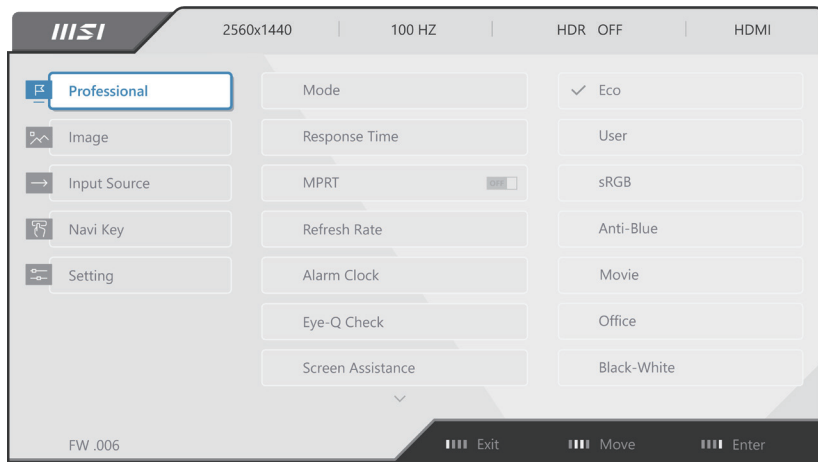 msi
2560x1440 100 HZ HDR OFF HDMI
Professional Mode Eco
Image Response Time User
Input Source MPRT OFF sRGB
Navi Key Refresh Rate Anti-Blue
Setting Alarm Clock Movie
Eye-Q Check Office
Screen Assistance Black-White
FW .006 Exit Move Enter